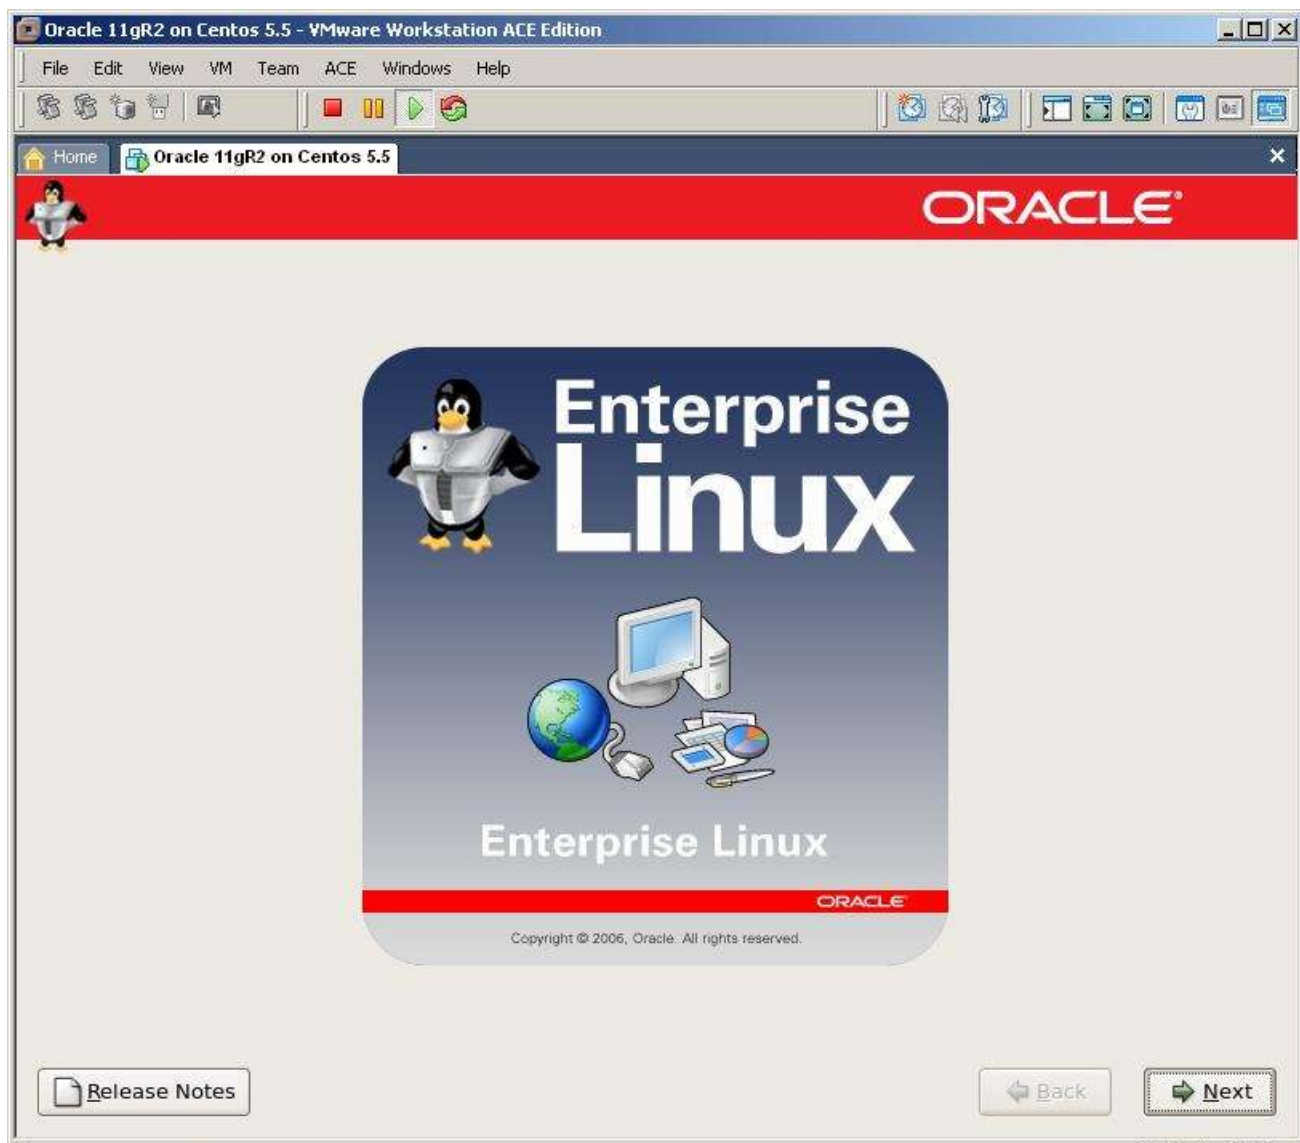 Oracle 11gR2 on Centos 5.5 - VMware Workstation ACE Edition
File Edit View VM Team ACE Windows Help
Home Oracle 11gR2 on Centos 5.5
ORACLE
Enterprise
Linux
Enterprise Linux
ORACLE
Copyright © 2006, Oracle. All rights reserved.
Release Notes Back Next